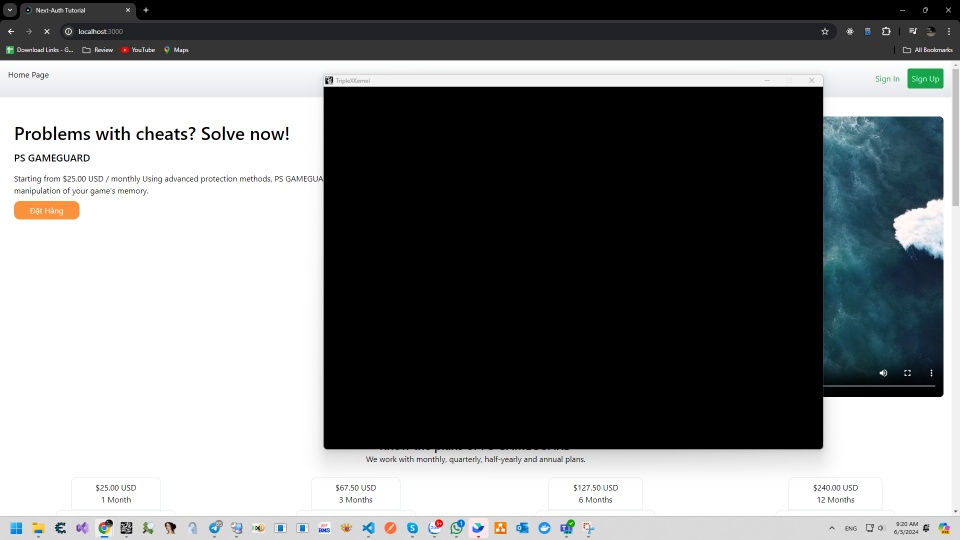 Next-Auth Tutorial
localhost:3000
Download Links - G...
Review
YouTube
Maps
All Bookmarks
Home Page
Sign In
Sign Up
TripleXKernel
Problems with cheats? Solve now!
PS GAMEGUARD
Starting from $25.00 USD / monthly Using advanced protection methods, PS GAMEGUA
manipulation of your game's memory.
Đặt Hàng
We work with monthly, quarterly, half-yearly and annual plans.
$25.00 USD
1 Month
$67.50 USD
3 Months
$127.50 USD
6 Months
$240.00 USD
12 Months
ENG
9:20 AM
6/3/2024